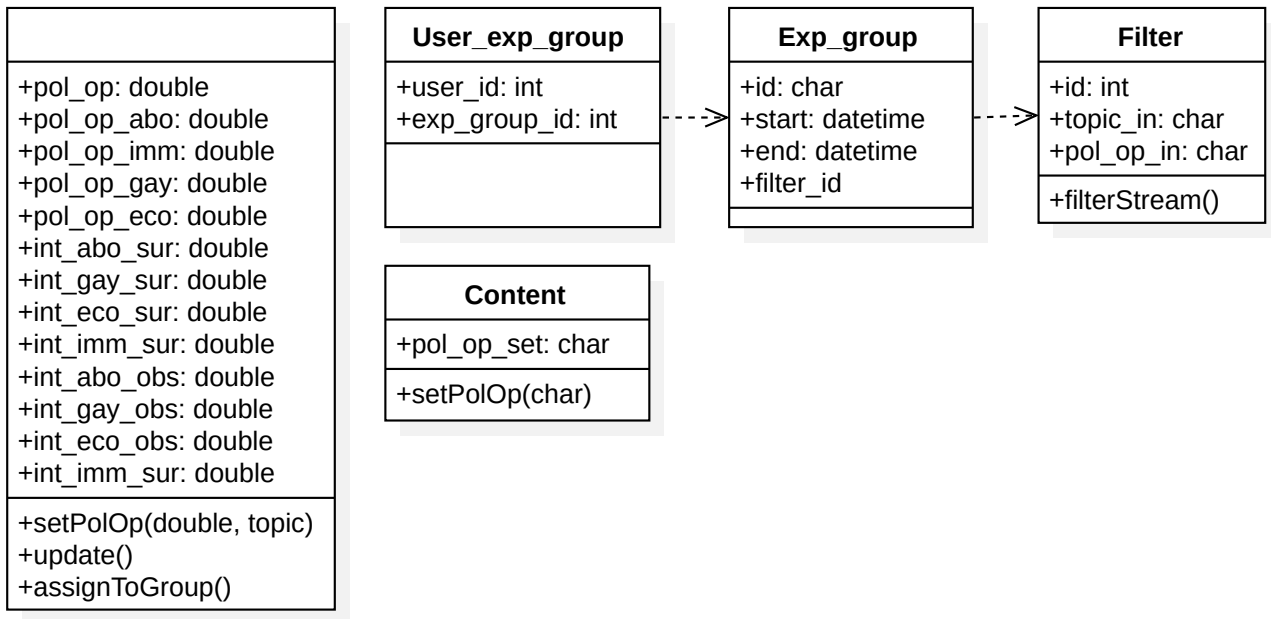 +pol_op: double
+pol_op_abo: double
+pol_op_imm: double
+pol_op_gay: double
+pol_op_eco: double
+int_abo_sur: double
+int_gay_sur: double
+int_eco_sur: double
+int_imm_sur: double
+int_abo_obs: double
+int_gay_obs: double
+int_eco_obs: double
+int_imm_sur: double
+setPolOp(double, topic)
+update()
+assignToGroup()
User_exp_group
+user_id: int
+exp_group_id: int
Exp_group
+id: char
+start: datetime
+end: datetime
+filter_id
Filter
+id: int
+topic_in: char
+pol_op_in: char
+filterStream()
Content
+pol_op_set: char
+setPolOp(char)